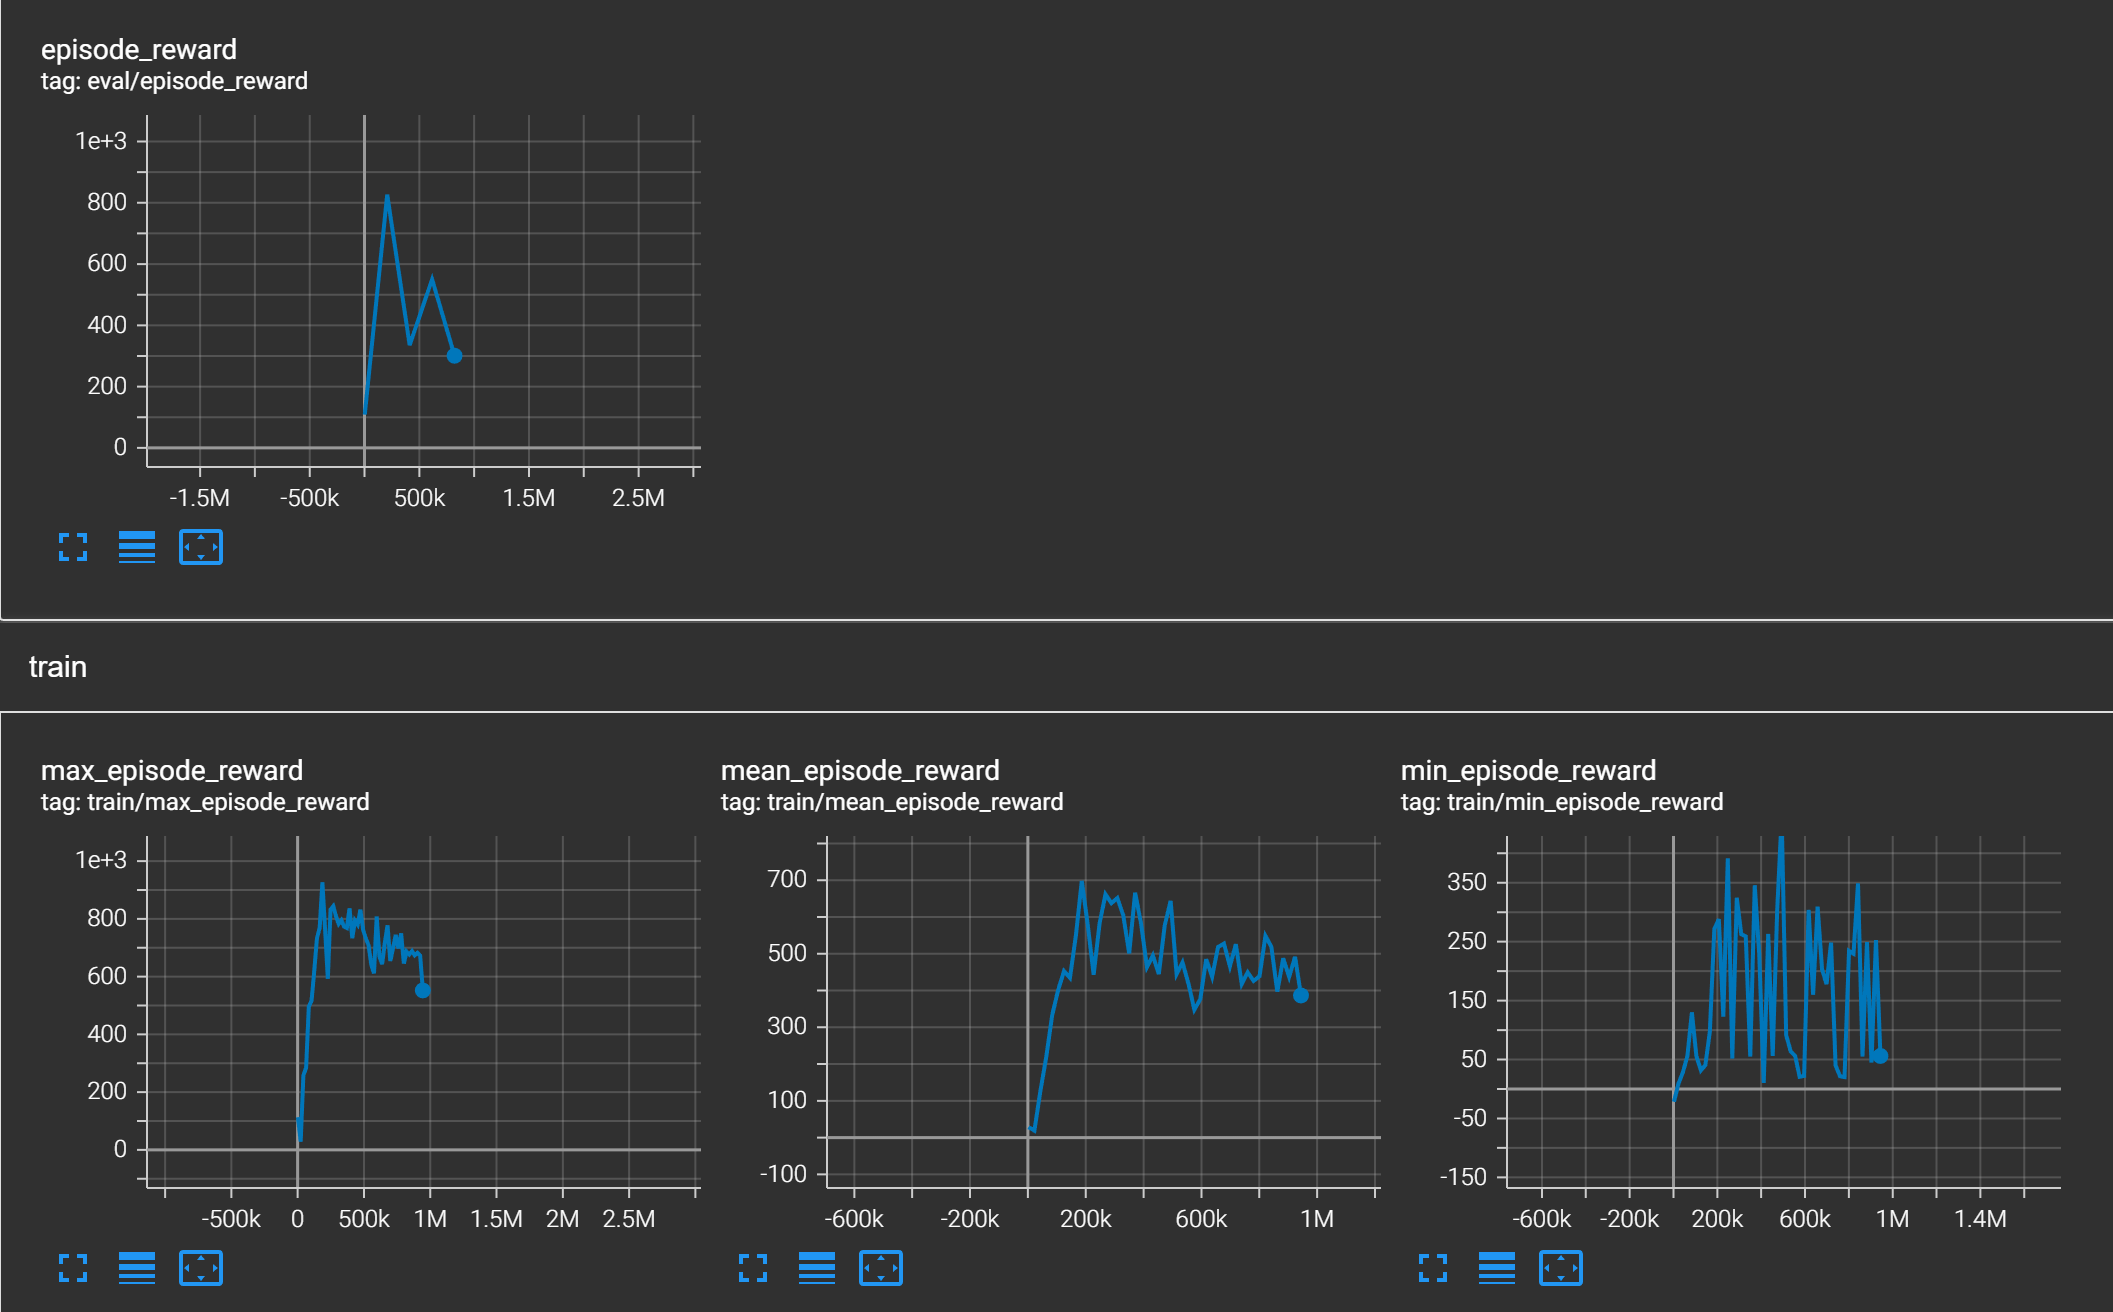 episode_reward
tag: eval/episode_reward
1e+3
800
600
400
200
0
-1.5M -500k 500k 1.5M 2.5M
train
max_episode_reward
tag: train/max_episode_reward
1e+3
800
600
400
200
0
-500k 0 500k 1M 1.5M 2M 2.5M
mean_episode_reward
tag: train/mean_episode_reward
700
500
300
100
-100
-600k -200k 200k 600k 1M
min_episode_reward
tag: train/min_episode_reward
350
250
150
50
-50
-150
-600k -200k 200k 600k 1M 1.4M